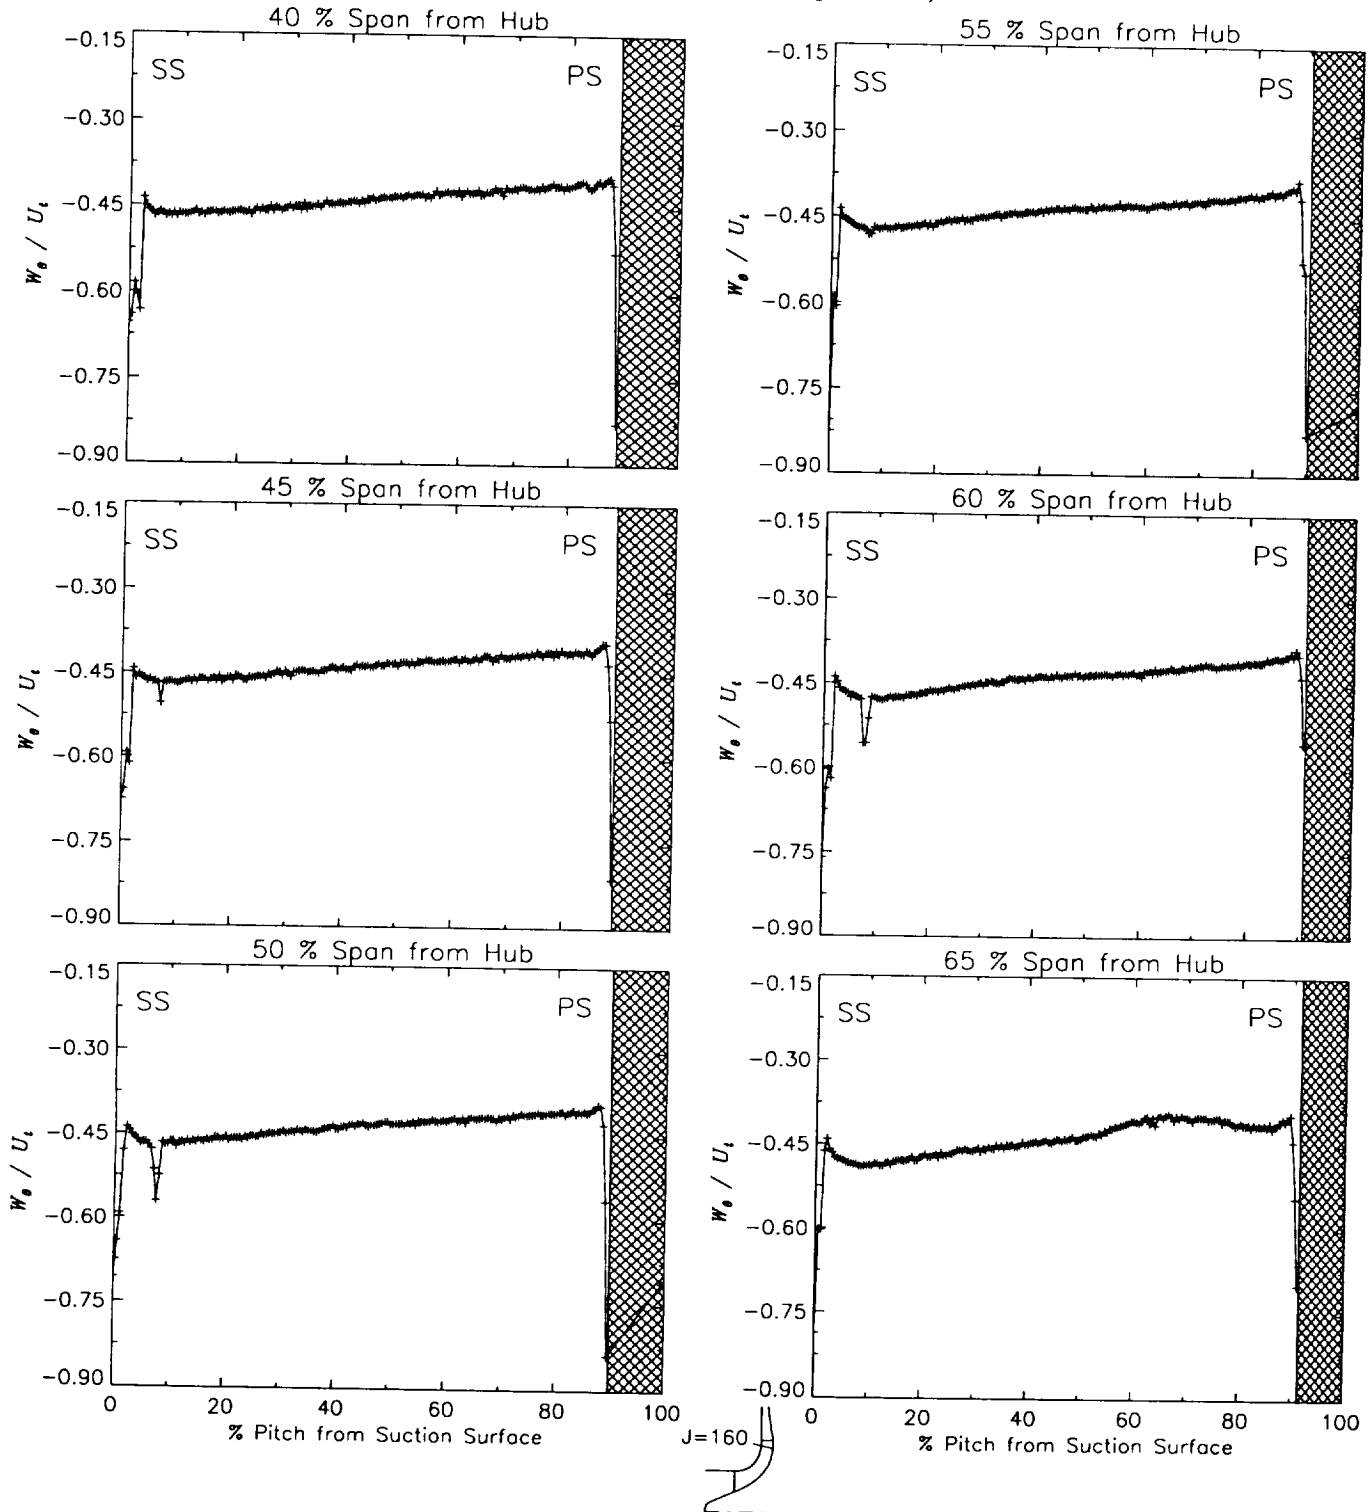 40 % Span from Hub
-0.15
SS
PS
-0.30
-0.45
-0.60
-0.75
-0.90
W_θ / U_t
45 % Span from Hub
-0.15
SS
PS
-0.30
-0.45
-0.60
-0.75
-0.90
W_θ / U_t
50 % Span from Hub
-0.15
SS
PS
-0.30
-0.45
-0.60
-0.75
-0.90
W_θ / U_t
0 20 40 60 80 100
% Pitch from Suction Surface
55 % Span from Hub
-0.15
SS
PS
-0.30
-0.45
-0.60
-0.75
-0.90
W_θ / U_t
60 % Span from Hub
-0.15
SS
PS
-0.30
-0.45
-0.60
-0.75
-0.90
W_θ / U_t
65 % Span from Hub
-0.15
SS
PS
-0.30
-0.45
-0.60
-0.75
-0.90
W_θ / U_t
0 20 40 60 80 100
% Pitch from Suction Surface
J=160